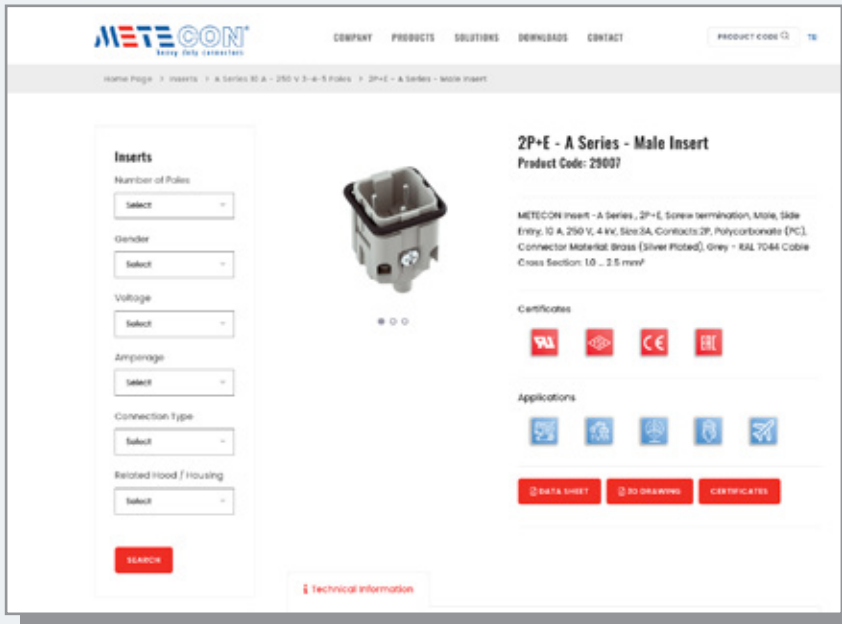 METECON
heavy duty connectors
COMPANY PRODUCTS SOLUTIONS DOWNLOADS CONTACT
PRODUCT CODE
TR
Home Page > Inserts > A Series 10 A - 250 V 3-4-5 Poles > 2P+E - A Series - Male Insert
Inserts
Number of Poles
Select
Gender
Select
Voltage
Select
Amperage
Select
Connection Type
Select
Related Hood / Housing
Select
SEARCH
2P+E - A Series - Male Insert
Product Code: 29007
METECON Insert - A Series , 2P+E, Screw termination, Male, Side
Entry, 10 A, 250 V, 4 kV, Size:3A, Contacts:2P, Polycarbonate (PC),
Connector Material: Brass (Silver Plated), Grey - RAL 7044 Cable
Cross Section: 1.0 ... 2.5 mm²
Certificates
CE
EAC
Applications
DATA SHEET
3D DRAWING
CERTIFICATES
Technical Information